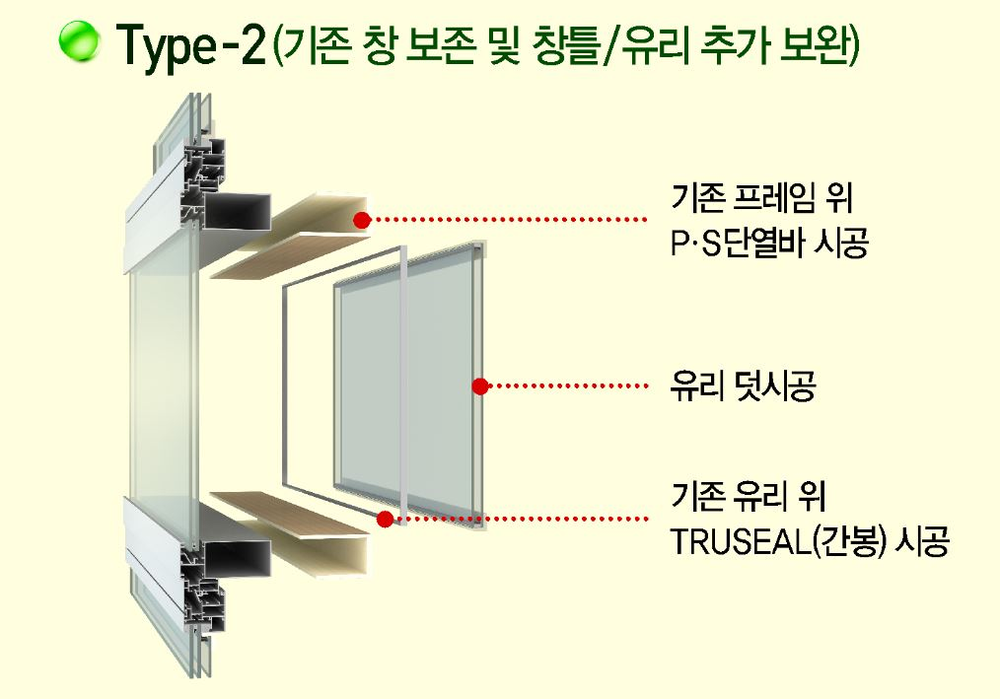 Type-2(기존 창 보존 및 창틀/유리 추가 보완)
기존 프레임 위
P·S단열바 시공
유리 덧시공
기존 유리 위
TRUSEAL(간봉) 시공